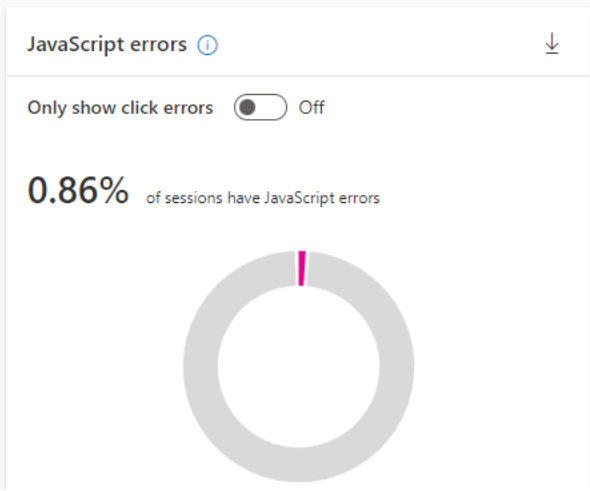 JavaScript errors
Only show click errors Off
0.86% of sessions have JavaScript errors